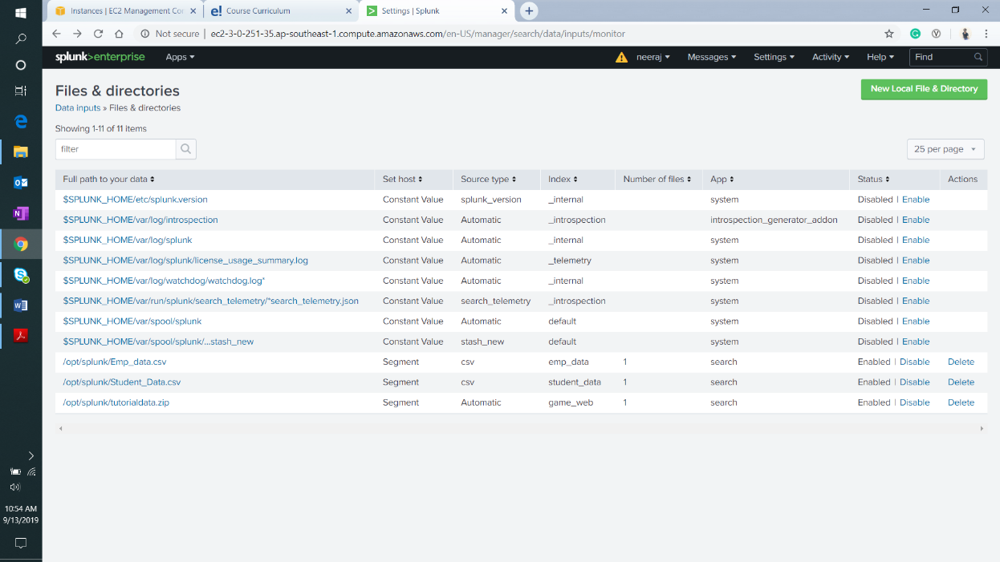 Instances | EC2 Management Con
Course Curriculum
Settings | Splunk
Not secure | ec2-3-0-251-35.ap-southeast-1.compute.amazonaws.com/en-US/manager/search/data/inputs/monitor
splunk>enterprise Apps neeraj Messages Settings Activity Help Find
Files & directories
New Local File & Directory
Data inputs » Files & directories
Showing 1-11 of 11 items
filter
25 per page
Full path to your data Set host Source type Index Number of files App Status Actions
$SPLUNK_HOME/etc/splunk.version Constant Value splunk_version _internal system Disabled | Enable
$SPLUNK_HOME/var/log/introspection Constant Value Automatic _introspection introspection_generator_addon Disabled | Enable
$SPLUNK_HOME/var/log/splunk Constant Value Automatic _internal system Disabled | Enable
$SPLUNK_HOME/var/log/splunk/license_usage_summary.log Constant Value Automatic _telemetry system Disabled | Enable
$SPLUNK_HOME/var/log/watchdog/watchdog.log* Constant Value Automatic _internal system Disabled | Enable
$SPLUNK_HOME/var/run/splunk/search_telemetry/*search_telemetry.json Constant Value search_telemetry _introspection system Disabled | Enable
$SPLUNK_HOME/var/spool/splunk Constant Value Automatic default system Disabled | Enable
$SPLUNK_HOME/var/spool/splunk/...stash_new Constant Value stash_new default system Disabled | Enable
/opt/splunk/Emp_data.csv Segment csv emp_data 1 search Enabled | Disable Delete
/opt/splunk/Student_Data.csv Segment csv student_data 1 search Enabled | Disable Delete
/opt/splunk/tutorialdata.zip Segment Automatic game_web 1 search Enabled | Disable Delete
10:54 AM
9/13/2019